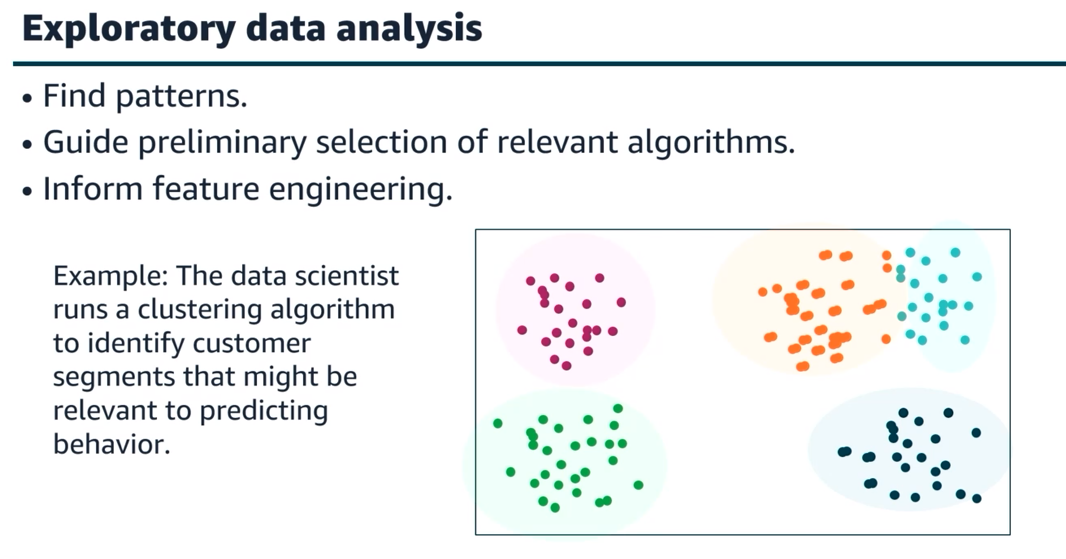 Exploratory data analysis
• Find patterns.
• Guide preliminary selection of relevant algorithms.
• Inform feature engineering.
Example: The data scientist
runs a clustering algorithm
to identify customer
segments that might be
relevant to predicting
behavior.